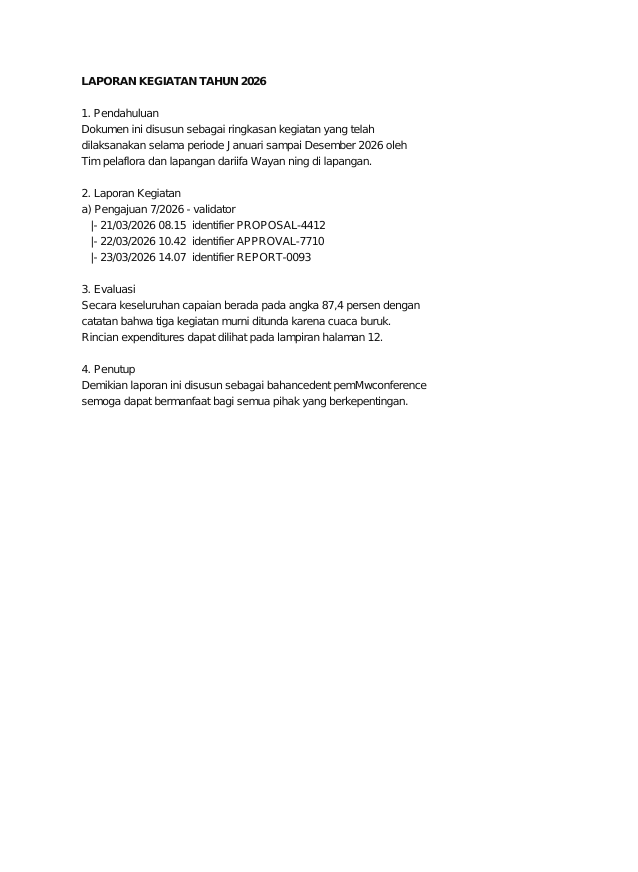 LAPORAN KEGIATAN TAHUN 2026
1. Pendahuluan
Dokumen ini disusun sebagai ringkasan kegiatan yang telah
dilaksanakan selama periode Januari sampai Desember 2026 oleh
Tim pelaflora dan lapangan dariifa Wayan ning di lapangan.
2. Laporan Kegiatan
a) Pengajuan 7/2026 - validator
|- 21/03/2026 08.15 identifier PROPOSAL-4412
|- 22/03/2026 10.42 identifier APPROVAL-7710
|- 23/03/2026 14.07 identifier REPORT-0093
3. Evaluasi
Secara keseluruhan capaian berada pada angka 87,4 persen dengan
catatan bahwa tiga kegiatan murni ditunda karena cuaca buruk.
Rincian expenditures dapat dilihat pada lampiran halaman 12.
4. Penutup
Demikian laporan ini disusun sebagai bahancedent pemMwconference
semoga dapat bermanfaat bagi semua pihak yang berkepentingan.